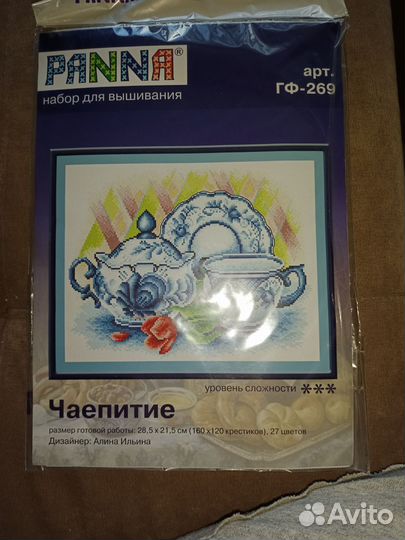 PANNA®
набор для вышивания
арт.
ГФ-269
уровень сложности ***
Чаепитие
размер готовой работы: 28,5 x 21,5 см (160 x120 крестиков), 27 цветов
Дизайнер: Алина Ильина
Avito